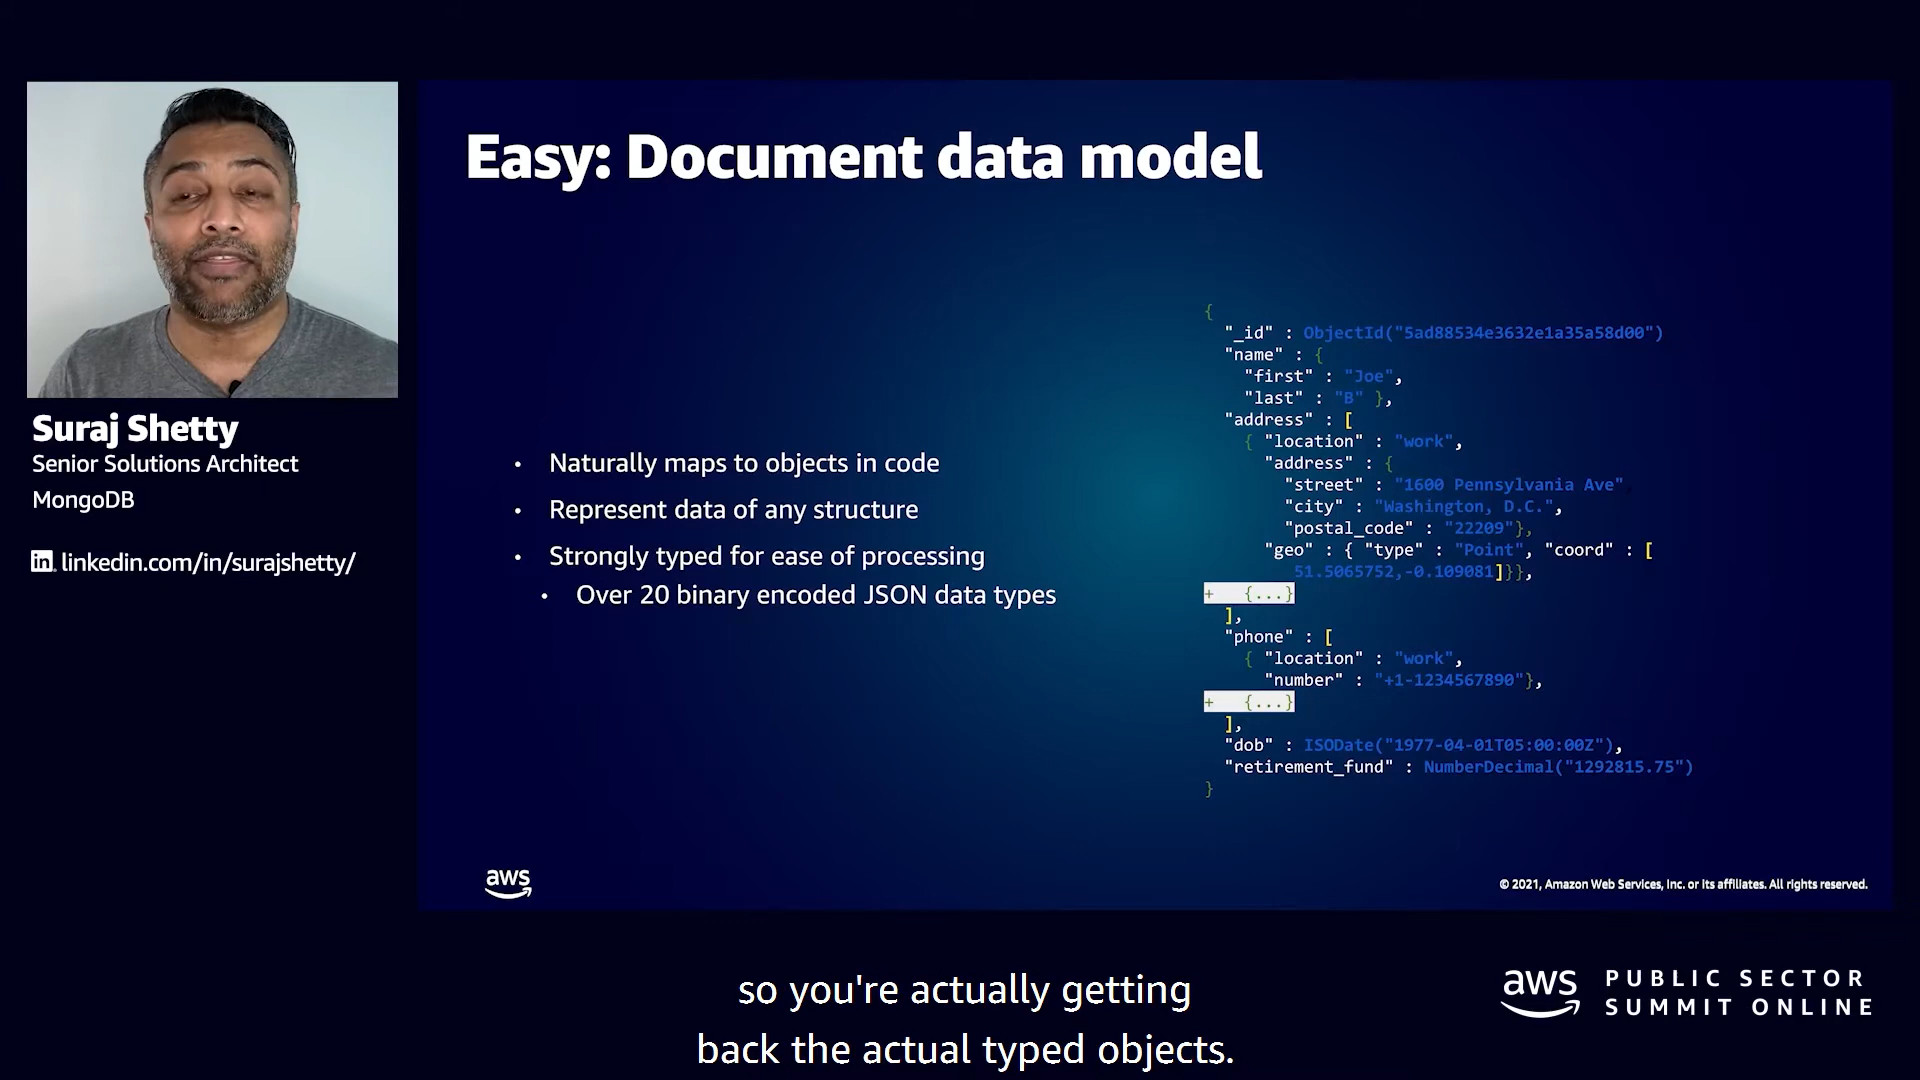 Easy: Document data model
Suraj Shetty
Senior Solutions Architect
MongoDB
in linkedin.com/in/surajshetty/
• Naturally maps to objects in code
• Represent data of any structure
• Strongly typed for ease of processing
• Over 20 binary encoded JSON data types
{
"_id" : ObjectId("5ad88534e3632e1a35a58d00")
"name" : {
"first" : "Joe",
"last" : "B" },
"address" : [
{ "location" : "work",
"address" : {
"street" : "1600 Pennsylvania Ave",
"city" : "Washington, D.C.",
"postal_code" : "22209"},
"geo" : { "type" : "Point", "coord" : [
51.5065752,-0.109081]}},
+ {...}
],
"phone" : [
{ "location" : "work",
"number" : "+1-1234567890"},
+ {...}
],
"dob" : ISODate("1977-04-01T05:00:00Z"),
"retirement_fund" : NumberDecimal("1292815.75")
}
aws
© 2021, Amazon Web Services, Inc. or its affiliates. All rights reserved.
so you're actually getting
back the actual typed objects.
aws PUBLIC SECTOR
SUMMIT ONLINE